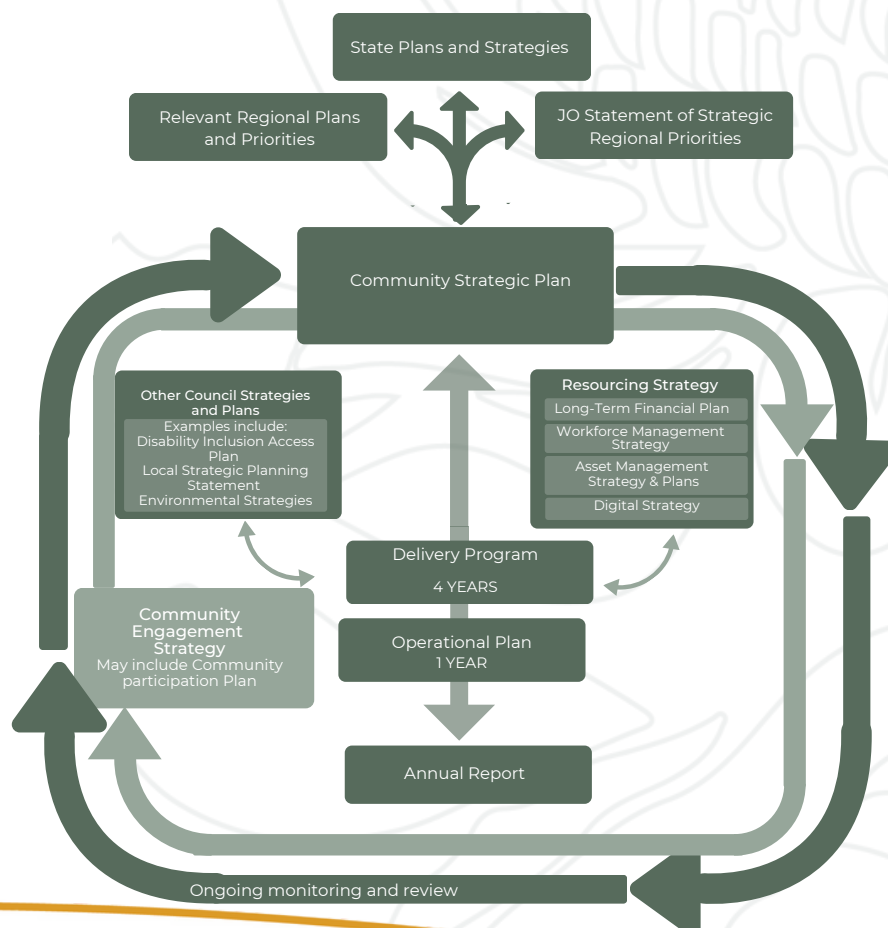 State Plans and Strategies
Relevant Regional Plans
and Priorities
JO Statement of Strategic
Regional Priorities
Community Strategic Plan
Other Council Strategies
and Plans
Examples include:
Disability Inclusion Access
Plan
Local Strategic Planning
Statement
Environmental Strategies
Resourcing Strategy
Long-Term Financial Plan
Workforce Management
Strategy
Asset Management
Strategy & Plans
Digital Strategy
Delivery Program
4 YEARS
Community
Engagement
Strategy
May include Community
participation Plan
Operational Plan
1 YEAR
Annual Report
Ongoing monitoring and review